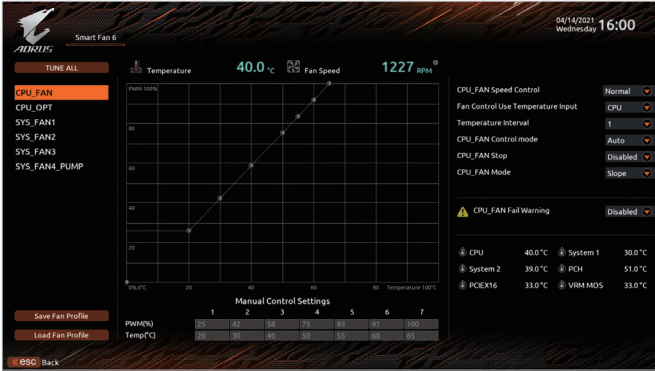 04/14/2021
Wednesday 16:00
AORUS
Smart Fan 6
TUNE ALL
Temperature 40.0 °C Fan Speed 1227 RPM
CPU_FAN
CPU_OPT
SYS_FAN1
SYS_FAN2
SYS_FAN3
SYS_FAN4_PUMP
PWM 100%
80
60
40
20
0%,0°C 20 40 60 80 Temperature 100°C
CPU_FAN Speed Control Normal
Fan Control Use Temperature Input CPU
Temperature Interval 1
CPU_FAN Control mode Auto
CPU_FAN Stop Disabled
CPU_FAN Mode Slope
CPU_FAN Fail Warning Disabled
CPU 40.0°C System 1 30.0°C
System 2 39.0°C PCH 51.0°C
PCIEX16 33.0°C VRM MOS 33.0°C
Manual Control Settings
1 2 3 4 5 6 7
PWM(%) 25 42 58 75 83 91 100
Temp(°C) 20 30 40 50 55 60 65
Save Fan Profile
Load Fan Profile
esc Back